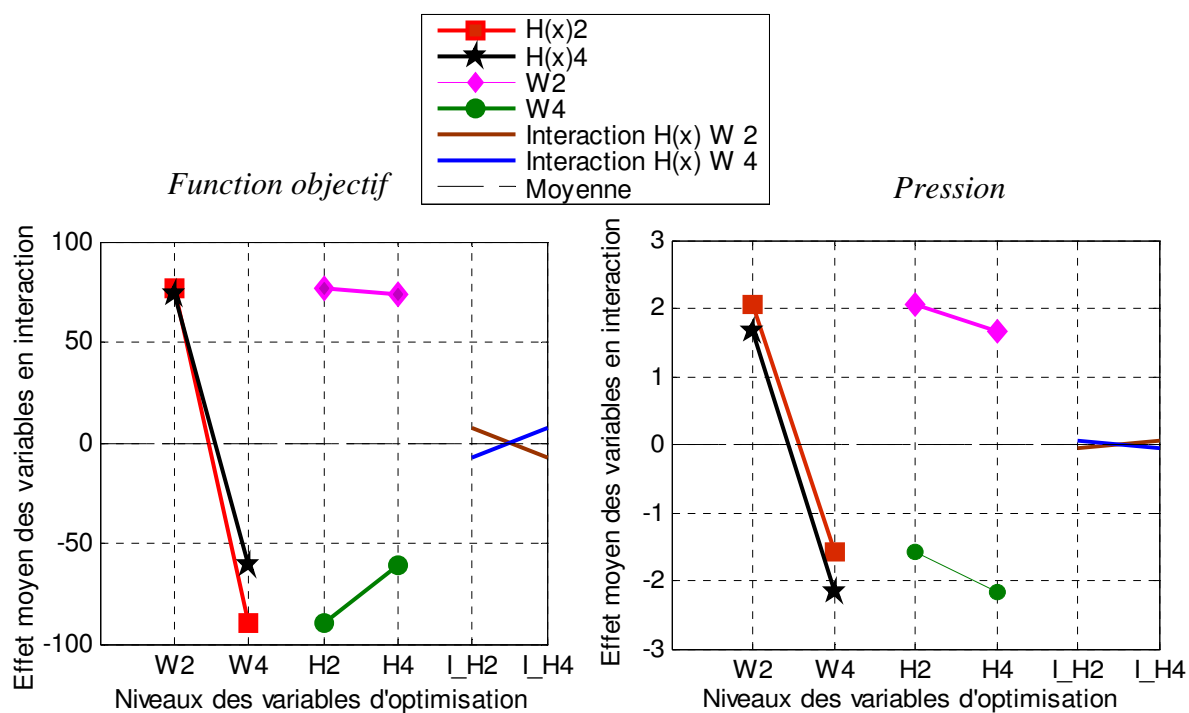 H(x)2
H(x)4
W2
W4
Interaction H(x) W 2
Interaction H(x) W 4
Moyenne
Function objectif
Pression
Effet moyen des variables en interaction
100
50
0
-50
-100
W2 W4 H2 H4 I_H2 I_H4
Niveaux des variables d'optimisation
Effet moyen des variables en interaction
3
2
1
0
-1
-2
-3
W2 W4 H2 H4 I_H2 I_H4
Niveaux des variables d'optimisation